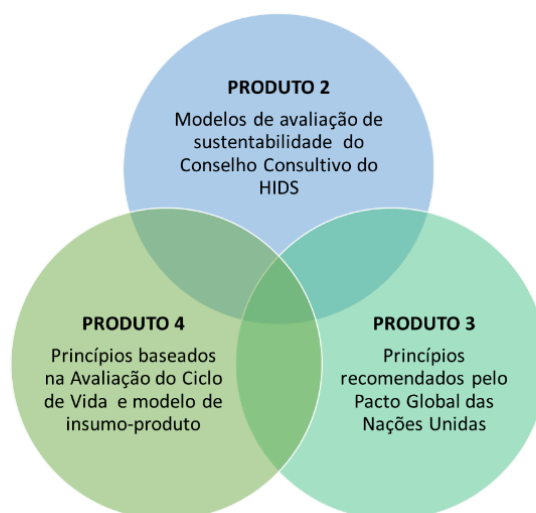 PRODUTO 2
Modelos de avaliação de
sustentabilidade do
Conselho Consultivo do
HIDS
PRODUTO 4
Princípios baseados
na Avaliação do Ciclo
de Vida e modelo de
insumo-produto
PRODUTO 3
Princípios
recomendados pelo
Pacto Global das
Nações Unidas